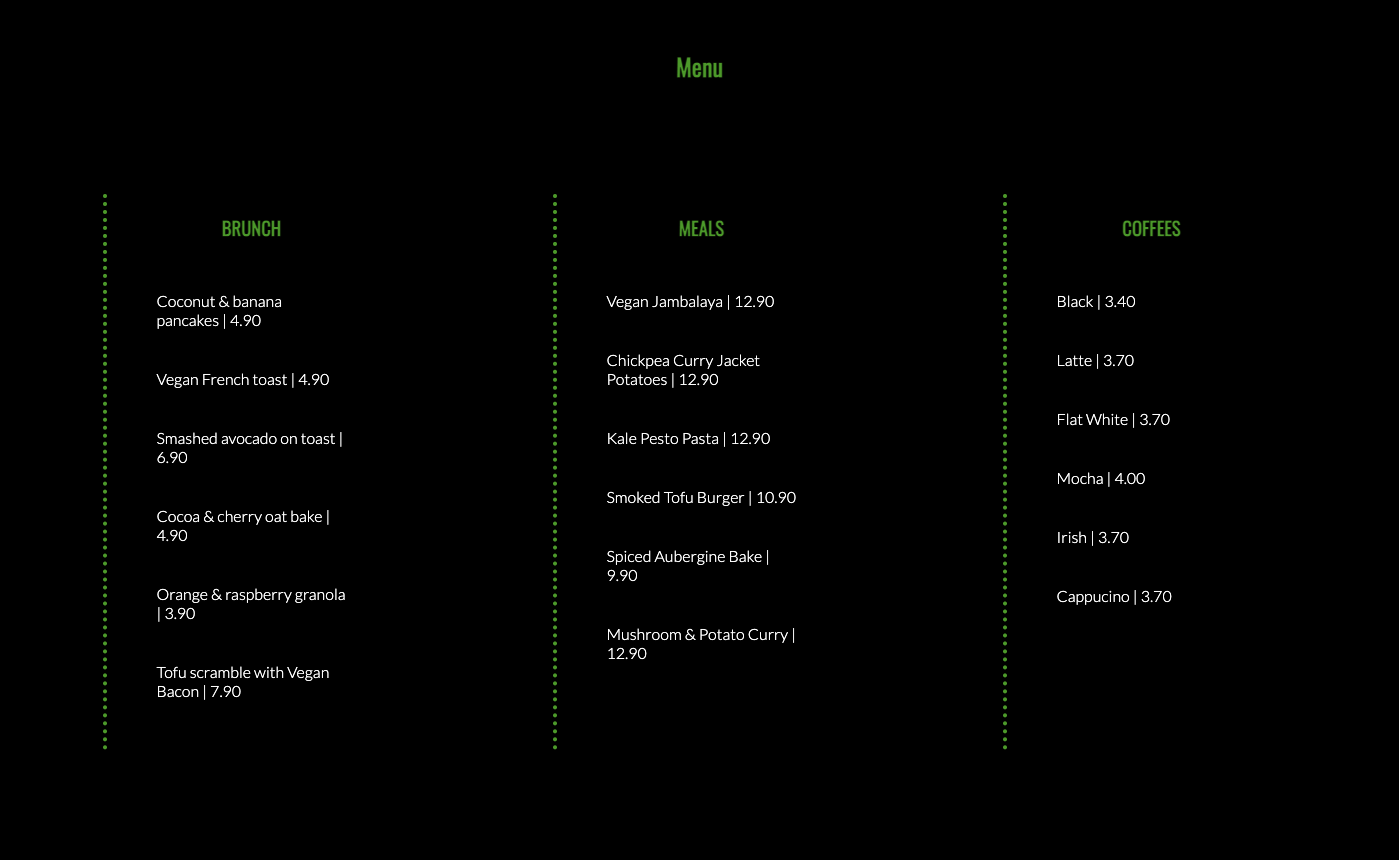 Menu
BRUNCH
Coconut & banana
pancakes | 4.90
Vegan French toast | 4.90
Smashed avocado on toast |
6.90
Cocoa & cherry oat bake |
4.90
Orange & raspberry granola
| 3.90
Tofu scramble with Vegan
Bacon | 7.90
MEALS
Vegan Jambalaya | 12.90
Chickpea Curry Jacket
Potatoes | 12.90
Kale Pesto Pasta | 12.90
Smoked Tofu Burger | 10.90
Spiced Aubergine Bake |
9.90
Mushroom & Potato Curry |
12.90
COFFEES
Black | 3.40
Latte | 3.70
Flat White | 3.70
Mocha | 4.00
Irish | 3.70
Cappucino | 3.70